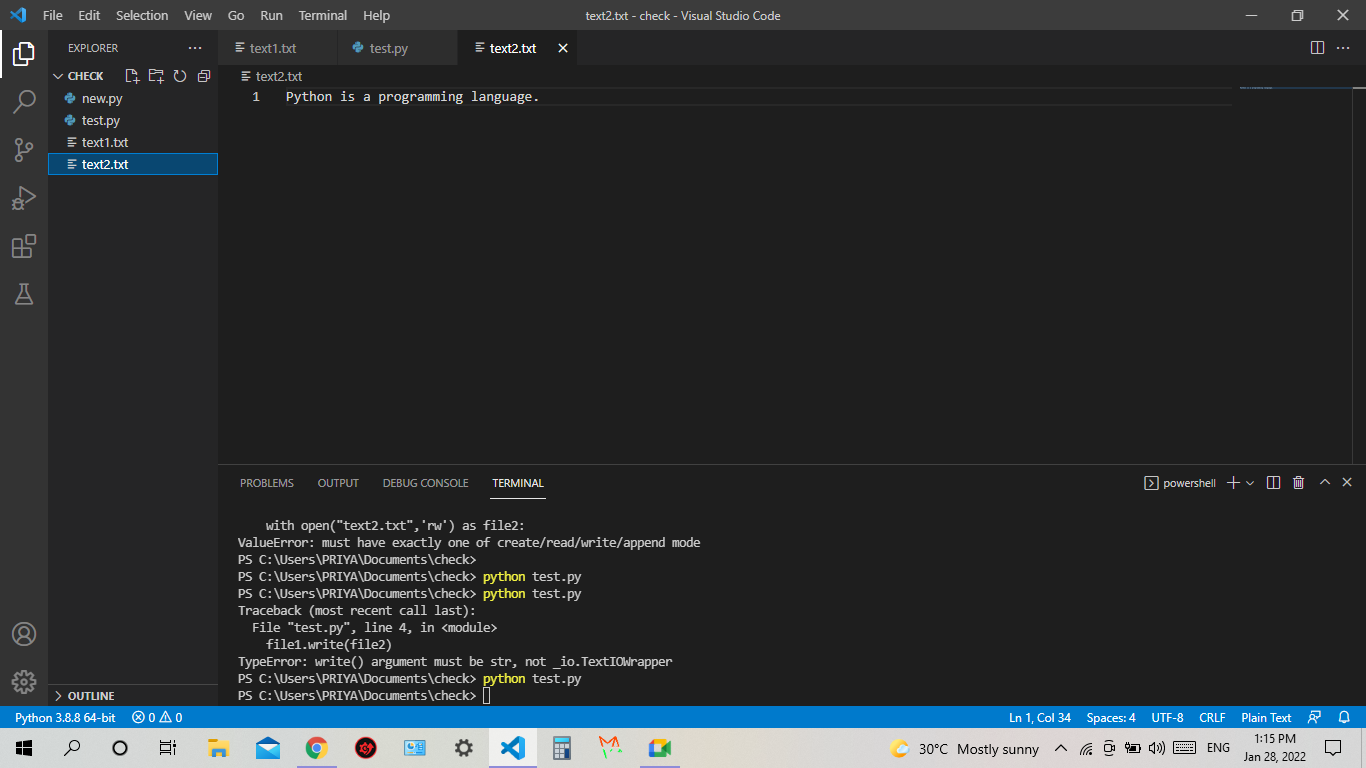 File Edit Selection View Go Run Terminal Help
text2.txt - check - Visual Studio Code
EXPLORER
text1.txt
test.py
text2.txt
CHECK
text2.txt
new.py
test.py
text1.txt
text2.txt
1 Python is a programming language.
PROBLEMS OUTPUT DEBUG CONSOLE TERMINAL
powershell
with open("text2.txt",'rw') as file2:
ValueError: must have exactly one of create/read/write/append mode
PS C:\Users\PRIYA\Documents\check>
PS C:\Users\PRIYA\Documents\check> python test.py
PS C:\Users\PRIYA\Documents\check> python test.py
Traceback (most recent call last):
File "test.py", line 4, in <module>
file1.write(file2)
TypeError: write() argument must be str, not _io.TextIOWrapper
PS C:\Users\PRIYA\Documents\check> python test.py
PS C:\Users\PRIYA\Documents\check>
OUTLINE
Python 3.8.8 64-bit 0 0
Ln 1, Col 34 Spaces: 4 UTF-8 CRLF Plain Text
30°C Mostly sunny
ENG
1:15 PM
Jan 28, 2022